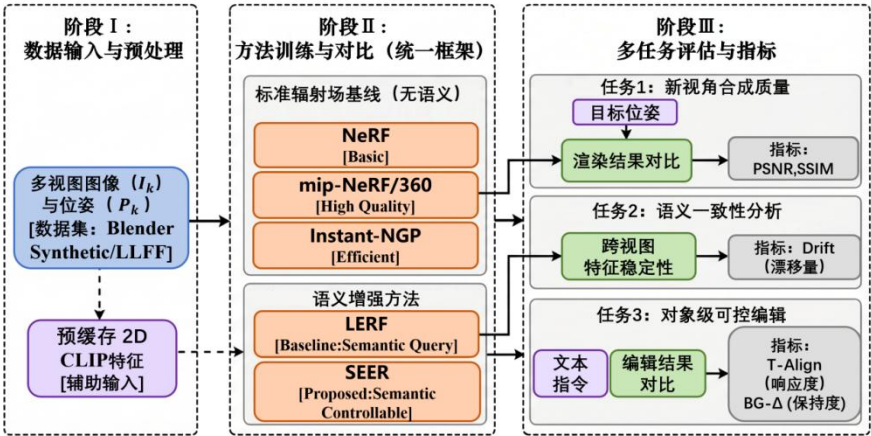 阶段Ⅰ:
数据输入与预处理
多视图图像（I_k）
与位姿（P_k）
[数据集：Blender
Synthetic/LLFF]
预缓存 2D
CLIP特征
[辅助输入]
阶段Ⅱ:
方法训练与对比（统一框架）
标准辐射场基线（无语义）
NeRF
[Basic]
mip-NeRF/360
[High Quality]
Instant-NGP
[Efficient]
语义增强方法
LERF
[Baseline:Semantic Query]
SEER
[Proposed:Semantic
Controllable]
阶段Ⅲ:
多任务评估与指标
任务1：新视角合成质量
目标位姿
渲染结果对比
指标：
PSNR,SSIM
任务2：语义一致性分析
跨视图
特征稳定性
指标：Drift
(漂移量)
任务3：对象级可控编辑
文本
指令
编辑结果
对比
指标：
T-Align
(响应度)
BG-Δ (保持度)